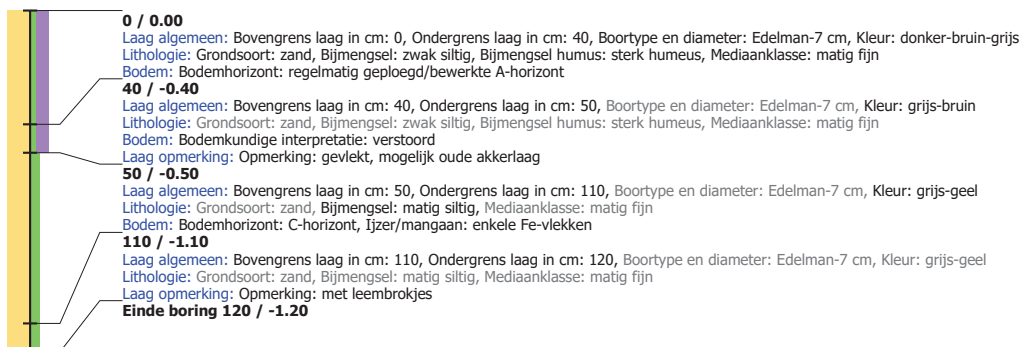 0 / 0.00
Laag algemeen: Bovengrens laag in cm: 0, Ondergrens laag in cm: 40, Boortype en diameter: Edelman-7 cm, Kleur: donker-bruin-grijs
Lithologie: Grondsoort: zand, Bijmengsel: zwak siltig, Bijmengsel humus: sterk humeus, Mediaanklasse: matig fijn
Bodem: Bodemhorizont: regelmatig geploegd/bewerkte A-horizont
40 / -0.40
Laag algemeen: Bovengrens laag in cm: 40, Ondergrens laag in cm: 50, Boortype en diameter: Edelman-7 cm, Kleur: grijs-bruin
Lithologie: Grondsoort: zand, Bijmengsel: zwak siltig, Bijmengsel humus: sterk humeus, Mediaanklasse: matig fijn
Bodem: Bodemkundige interpretatie: verstoord
Laag opmerking: Opmerking: gevlekt, mogelijk oude akkerlaag
50 / -0.50
Laag algemeen: Bovengrens laag in cm: 50, Ondergrens laag in cm: 110, Boortype en diameter: Edelman-7 cm, Kleur: grijs-geel
Lithologie: Grondsoort: zand, Bijmengsel: matig siltig, Mediaanklasse: matig fijn
Bodem: Bodemhorizont: C-horizont, Ijzer/mangaan: enkele Fe-vlekken
110 / -1.10
Laag algemeen: Bovengrens laag in cm: 110, Ondergrens laag in cm: 120, Boortype en diameter: Edelman-7 cm, Kleur: grijs-geel
Lithologie: Grondsoort: zand, Bijmengsel: matig siltig, Mediaanklasse: matig fijn
Laag opmerking: Opmerking: met leembrokjes
Einde boring 120 / -1.20